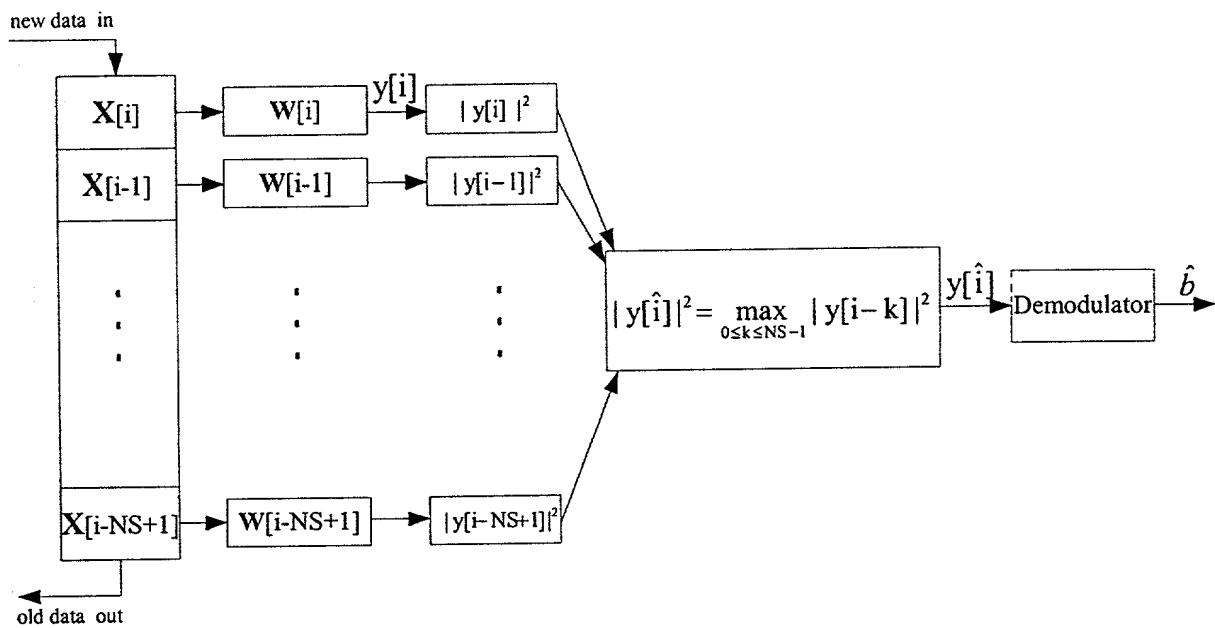 new data in
X[i]
W[i]
y[i]
| y[i] |²
X[i-1]
W[i-1]
| y[i−1]|²
| y[î]|² = max |y[i−k]|²
0≤k≤NS−1
y[î]
Demodulator
b̂
X[i-NS+1]
W[i-NS+1]
|y[i−NS+1]|²
old data out